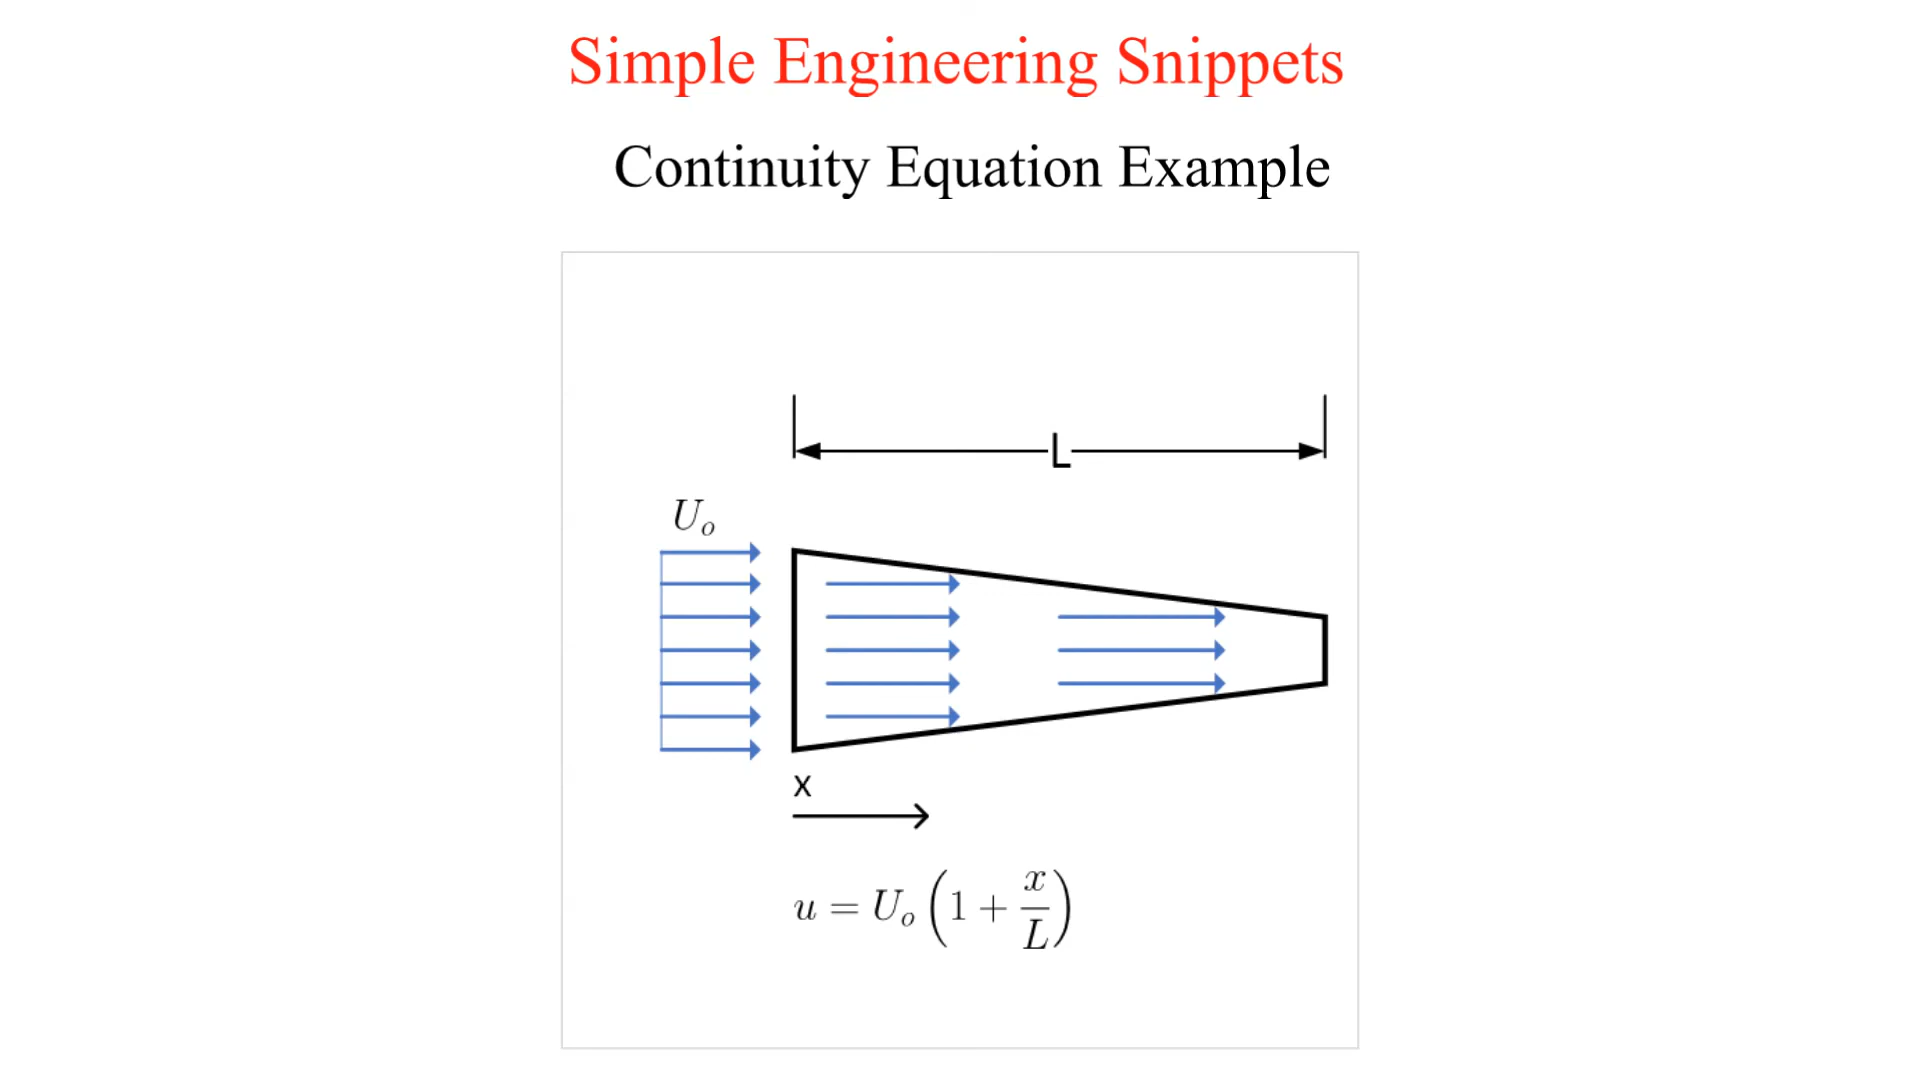 Simple Engineering Snippets
Continuity Equation Example
L
U_o
x
u = U_o (1 + x/L)